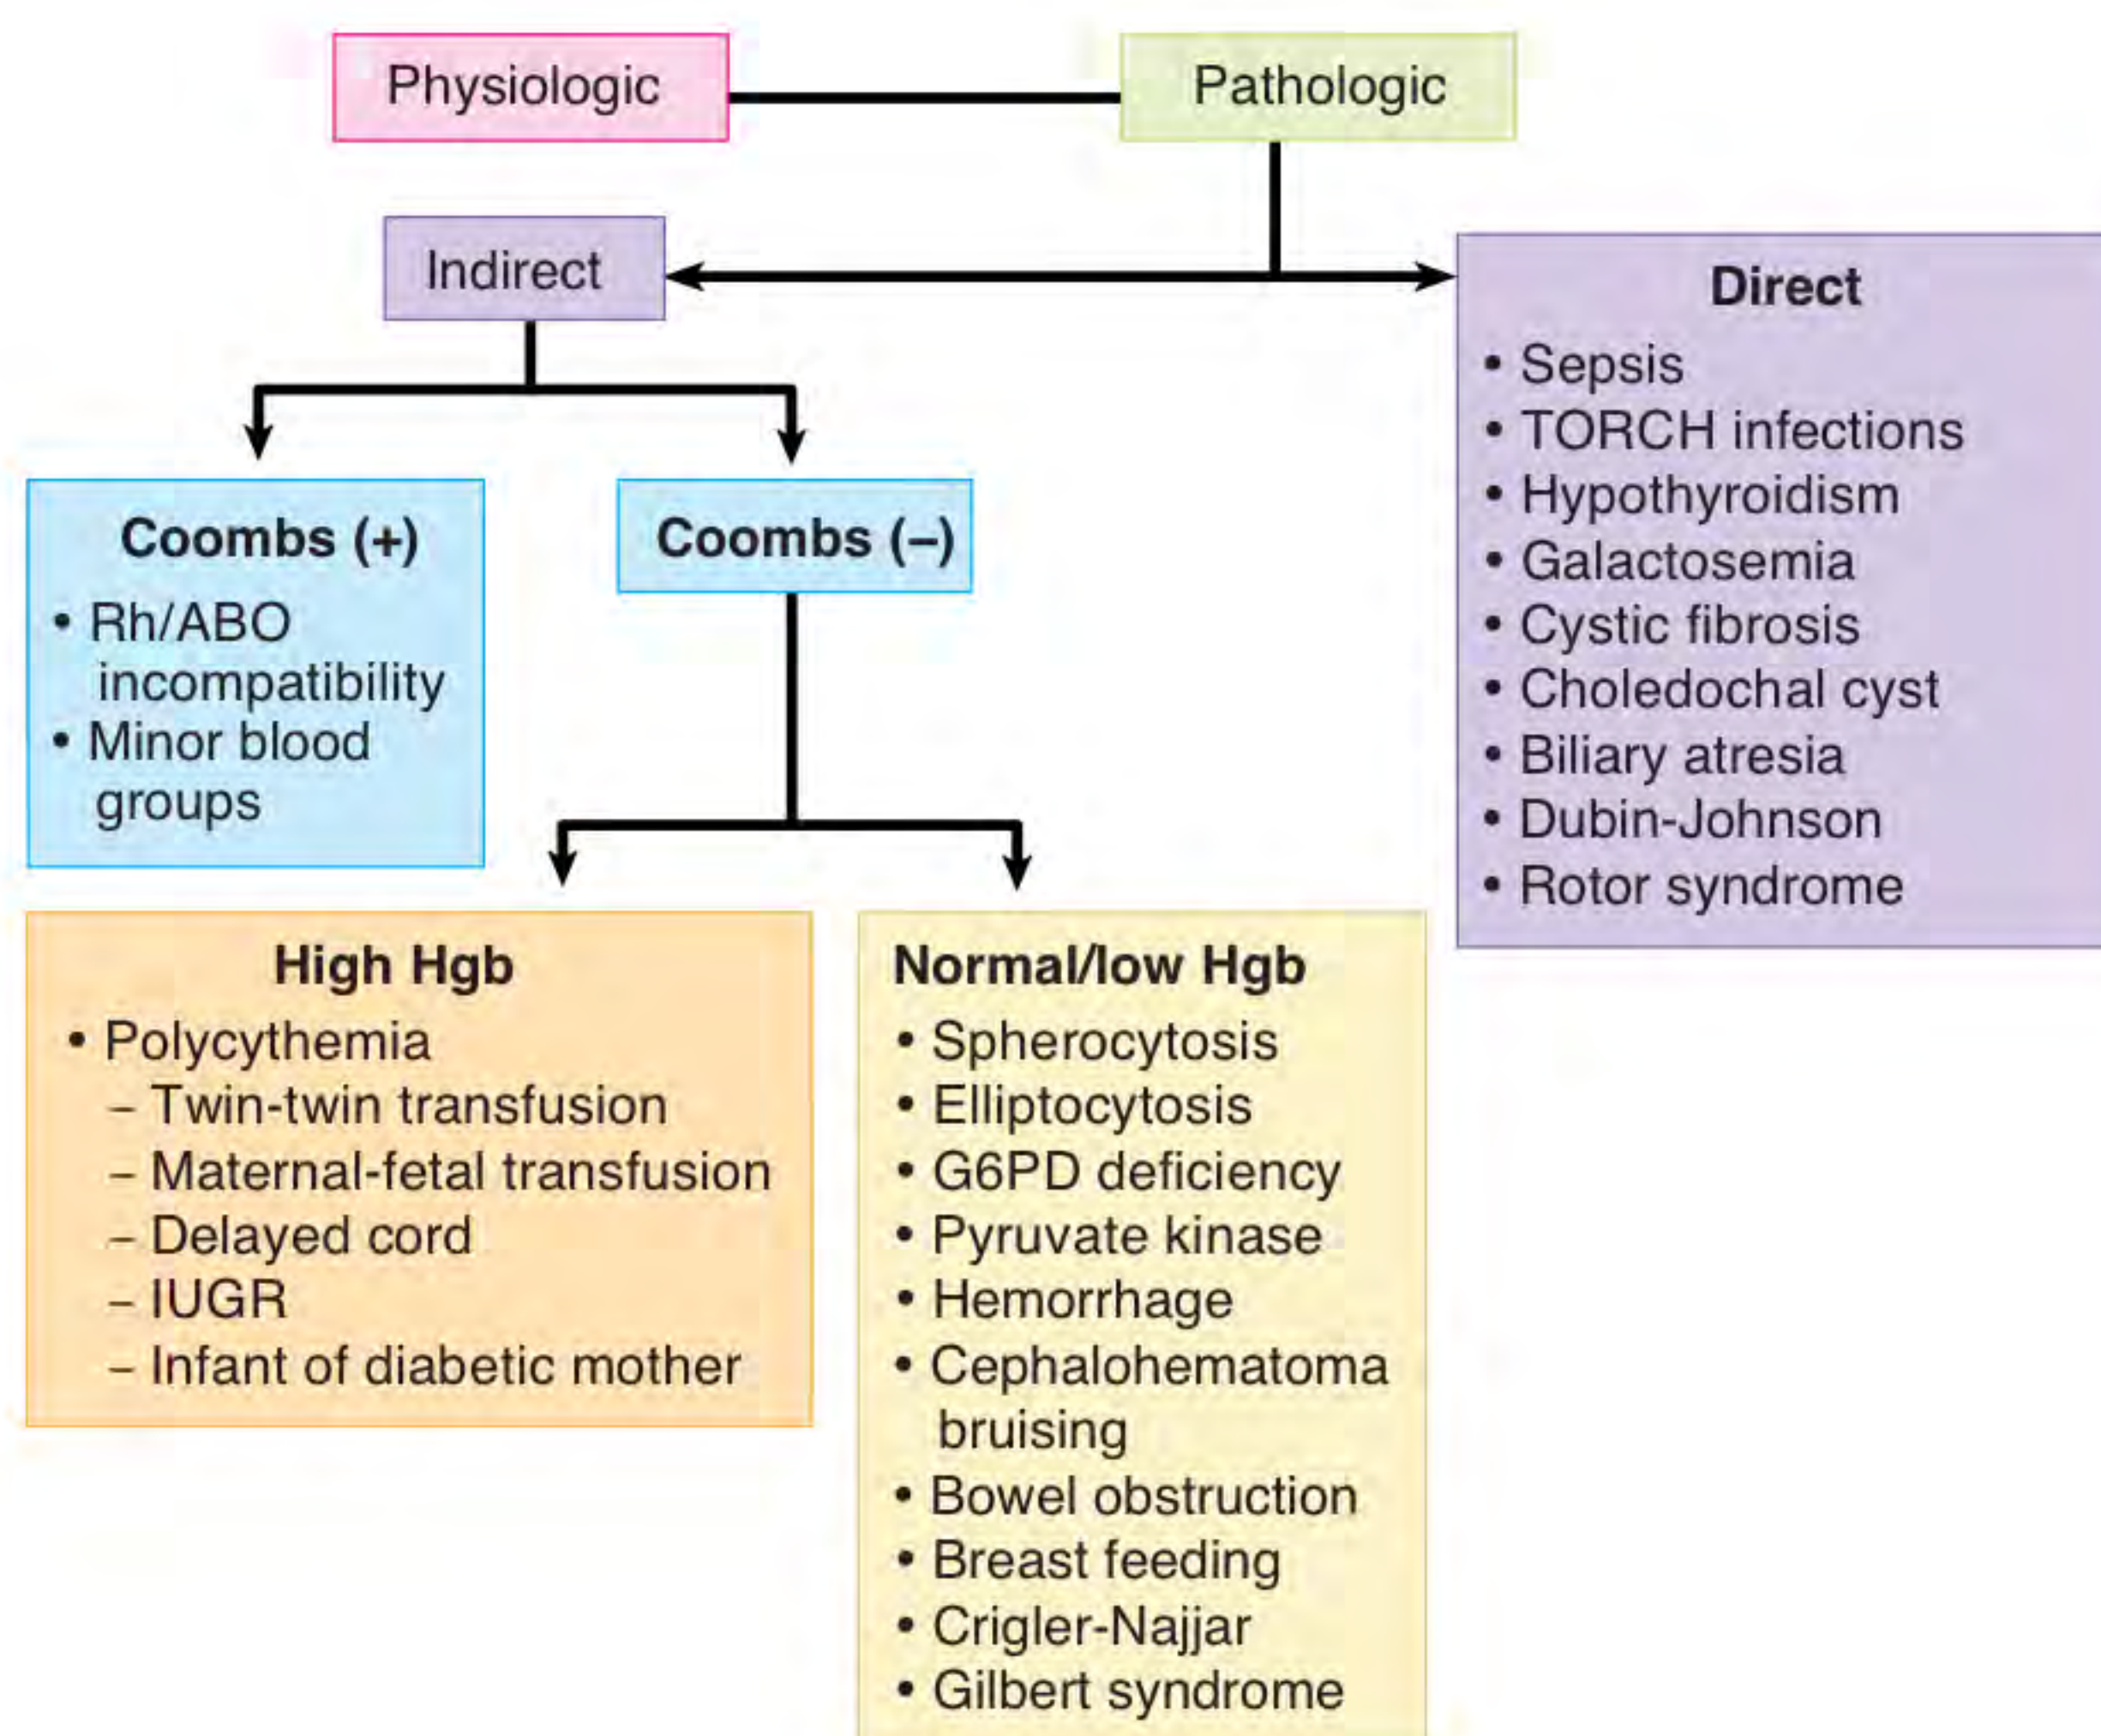 Physiologic
Pathologic
Indirect
Direct
• Sepsis
• TORCH infections
• Hypothyroidism
• Galactosemia
• Cystic fibrosis
• Choledochal cyst
• Biliary atresia
• Dubin-Johnson
• Rotor syndrome
Coombs (+)
• Rh/ABO
incompatibility
• Minor blood
groups
Coombs (–)
High Hgb
• Polycythemia
– Twin-twin transfusion
– Maternal-fetal transfusion
– Delayed cord
– IUGR
– Infant of diabetic mother
Normal/low Hgb
• Spherocytosis
• Elliptocytosis
• G6PD deficiency
• Pyruvate kinase
• Hemorrhage
• Cephalohematoma
bruising
• Bowel obstruction
• Breast feeding
• Crigler-Najjar
• Gilbert syndrome